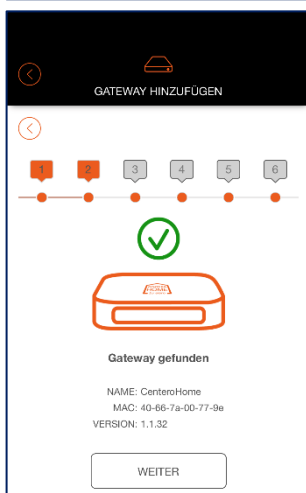 GATEWAY HINZUFÜGEN
1 2 3 4 5 6
HOME
Gateway gefunden
NAME: CenteroHome
MAC: 40-66-7a-00-77-9e
VERSION: 1.1.32
WEITER